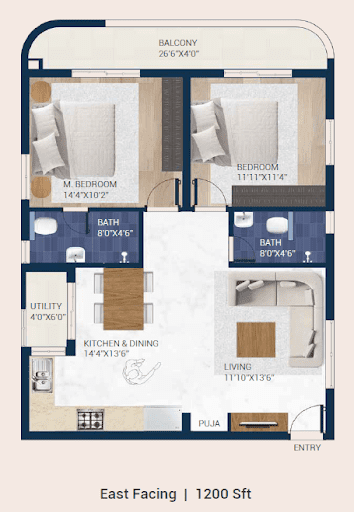 BALCONY
26'6"X4'0"
M. BEDROOM
14'4"X10'2"
BEDROOM
11'11"X11'4"
BATH
8'0"X4'6"
BATH
8'0"X4'6"
UTILITY
4'0"X6'0"
KITCHEN & DINING
14'4"X13'6"
LIVING
11'10"X13'6"
PUJA
ENTRY
East Facing | 1200 Sft